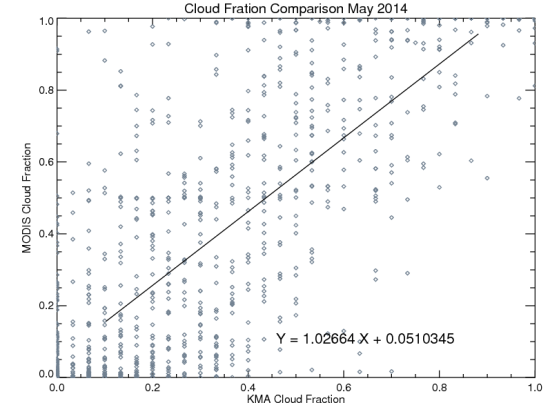 Cloud Fration Comparison May 2014
1.0
0.8
0.6
0.4
0.2
0.0
MODIS Cloud Fraction
Y = 1.02664 X + 0.0510345
0.0 0.2 0.4 0.6 0.8 1.0
KMA Cloud Fraction